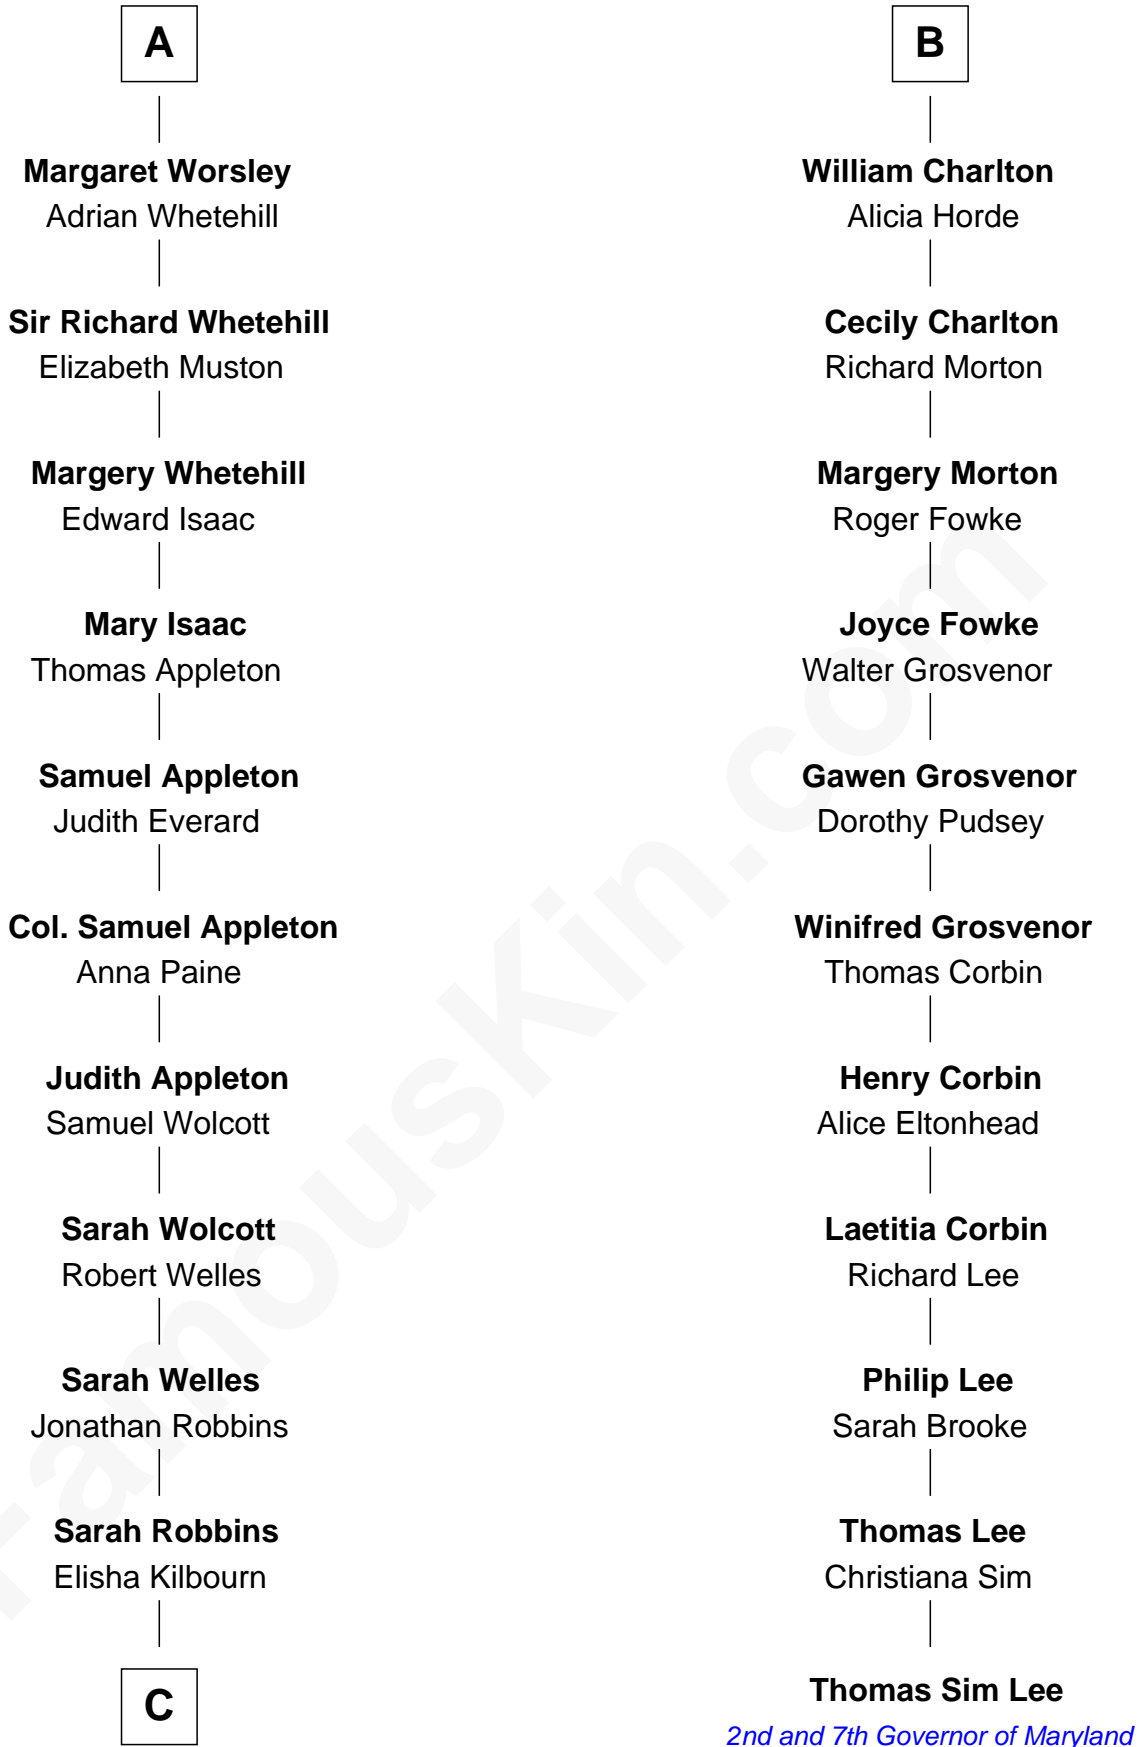 A
Margaret Worsley
Adrian Whetehill
Sir Richard Whetehill
Elizabeth Muston
Margery Whetehill
Edward Isaac
Mary Isaac
Thomas Appleton
Samuel Appleton
Judith Everard
Col. Samuel Appleton
Anna Paine
Judith Appleton
Samuel Wolcott
Sarah Wolcott
Robert Welles
Sarah Welles
Jonathan Robbins
Sarah Robbins
Elisha Kilbourn
C
B
William Charlton
Alicia Horde
Cecily Charlton
Richard Morton
Margery Morton
Roger Fowke
Joyce Fowke
Walter Grosvenor
Gawen Grosvenor
Dorothy Pudsey
Winifred Grosvenor
Thomas Corbin
Henry Corbin
Alice Eltonhead
Laetitia Corbin
Richard Lee
Philip Lee
Sarah Brooke
Thomas Lee
Christiana Sim
Thomas Sim Lee
2nd and 7th Governor of Maryland
FamousKin.com